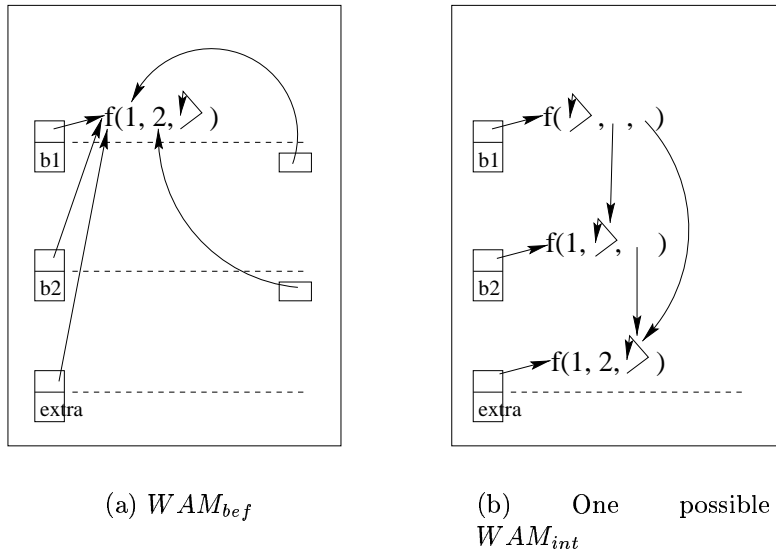 f(1, 2, )
b1
b2
extra
(a) WAM_bef
f( , , )
b1
f(1, , )
b2
f(1, 2, )
extra
(b) One possible
WAM_int